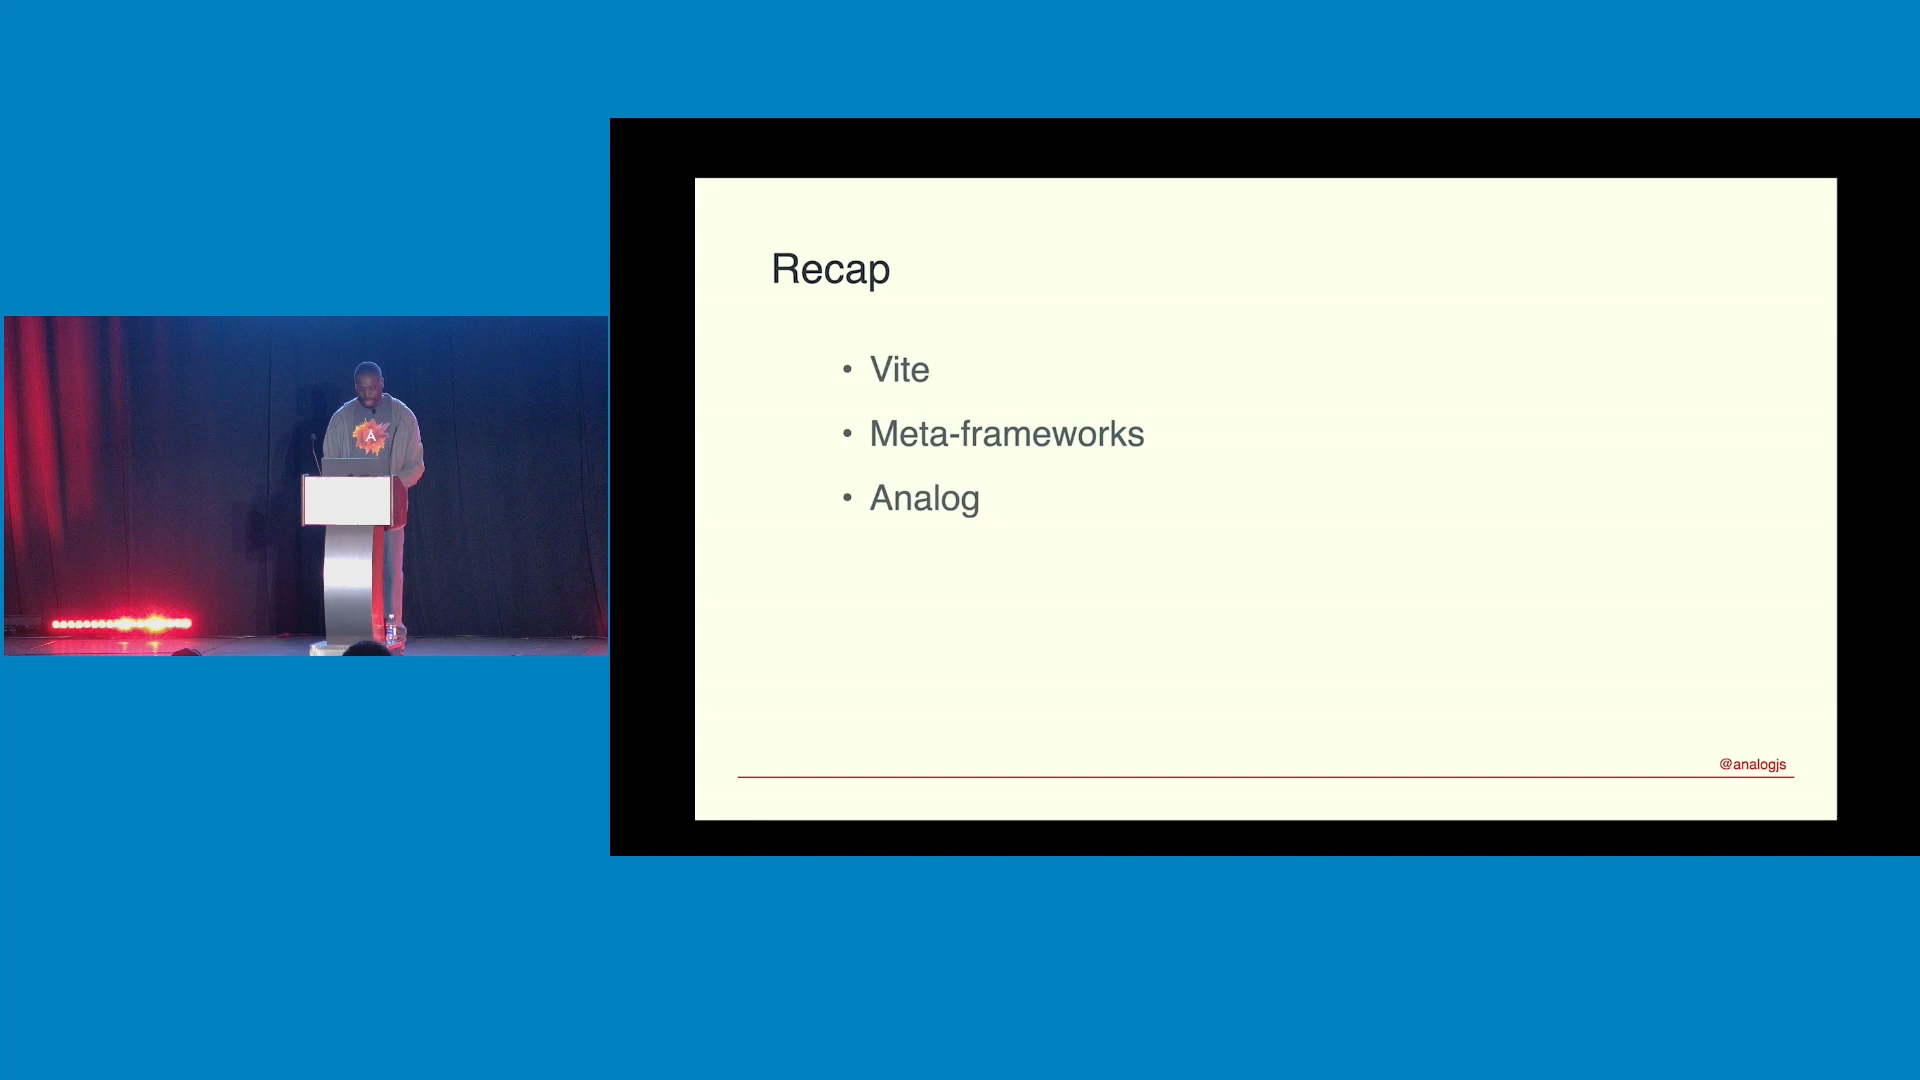 A
Recap
• Vite
• Meta-frameworks
• Analog
@analogjs